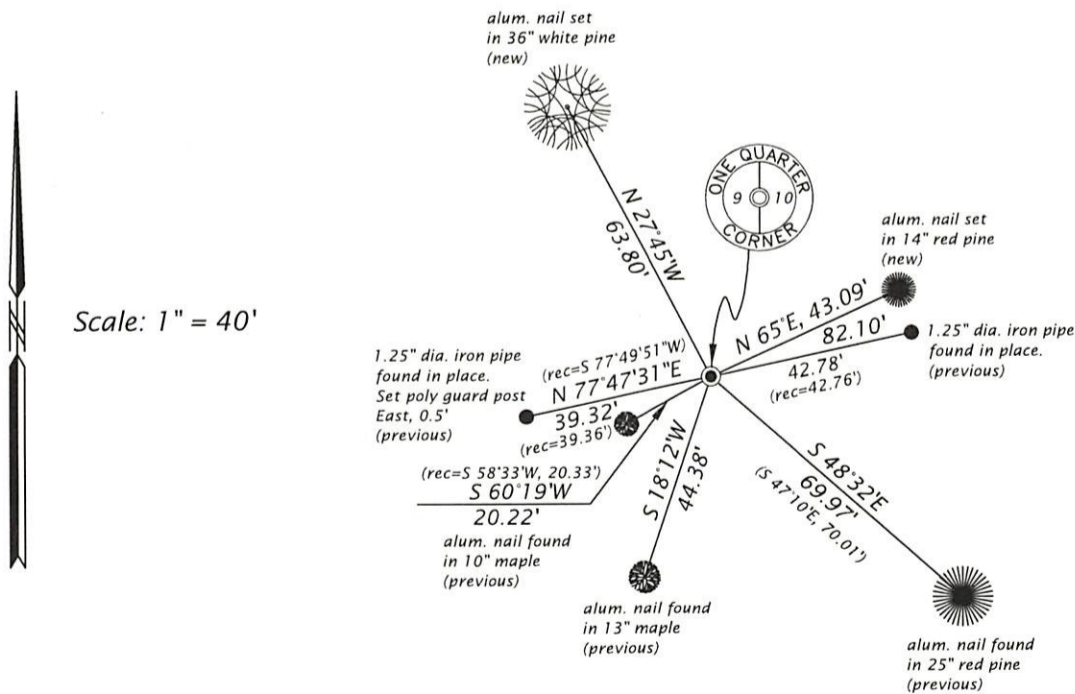 alum. nail set
in 36" white pine
(new)
N 27°45'W
63.80'
ONE QUARTER
9 10
CORNER
alum. nail set
in 14" red pine
(new)
N
Scale: 1" = 40'
N 65°E, 43.09'
82.10'
42.78'
(rec=42.76')
1.25" dia. iron pipe
found in place.
(previous)
1.25" dia. iron pipe
found in place.
Set poly guard post
East, 0.5'
(previous)
(rec=S 77°49'51"W)
N 77°47'31"E
39.32'
(rec=39.36')
(rec=S 58°33'W, 20.33')
S 60°19'W
20.22'
alum. nail found
in 10" maple
(previous)
S 18°12'W
44.38'
alum. nail found
in 13" maple
(previous)
S 48°32'E
69.97'
(S 47°10'E, 70.01')
alum. nail found
in 25" red pine
(previous)